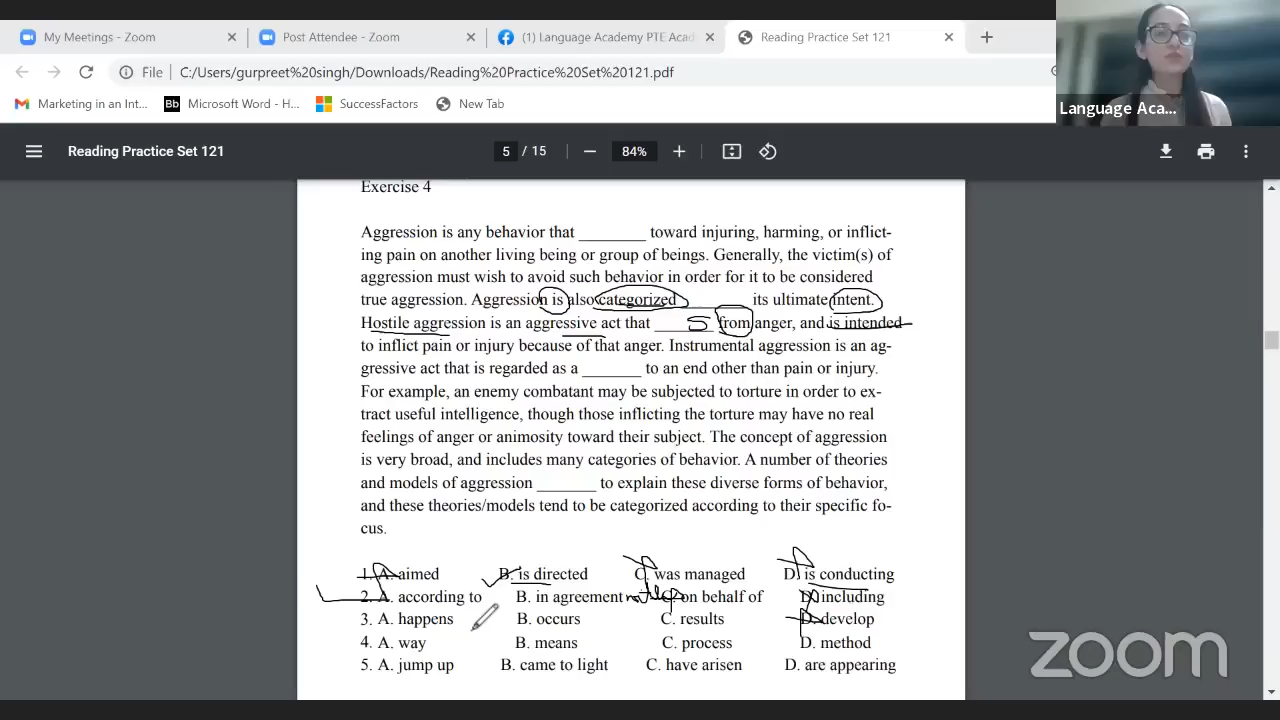 My Meetings - Zoom
Post Attendee - Zoom
(1) Language Academy PTE Acad
Reading Practice Set 121
File
C:/Users/gurpreet%20singh/Downloads/Reading%20Practice%20Set%20121.pdf
Marketing in an Int...
Bb
Microsoft Word - H...
SuccessFactors
New Tab
Language Aca...
Reading Practice Set 121
5 / 15
84%
Exercise 4
Aggression is any behavior that ________ toward injuring, harming, or inflict-
ing pain on another living being or group of beings. Generally, the victim(s) of
aggression must wish to avoid such behavior in order for it to be considered
true aggression. Aggression is also categorized ________ its ultimate intent.
Hostile aggression is an aggressive act that _______ S from anger, and is intended
to inflict pain or injury because of that anger. Instrumental aggression is an ag-
gressive act that is regarded as a _______ to an end other than pain or injury.
For example, an enemy combatant may be subjected to torture in order to ex-
tract useful intelligence, though those inflicting the torture may have no real
feelings of anger or animosity toward their subject. The concept of aggression
is very broad, and includes many categories of behavior. A number of theories
and models of aggression _______ to explain these diverse forms of behavior,
and these theories/models tend to be categorized according to their specific fo-
cus.
1. A. aimed B. is directed C. was managed D. is conducting
2. A. according to B. in agreement on behalf of D. including
3. A. happens B. occurs C. results D. develop
4. A. way B. means C. process D. method
5. A. jump up B. came to light C. have arisen D. are appearing
zoom